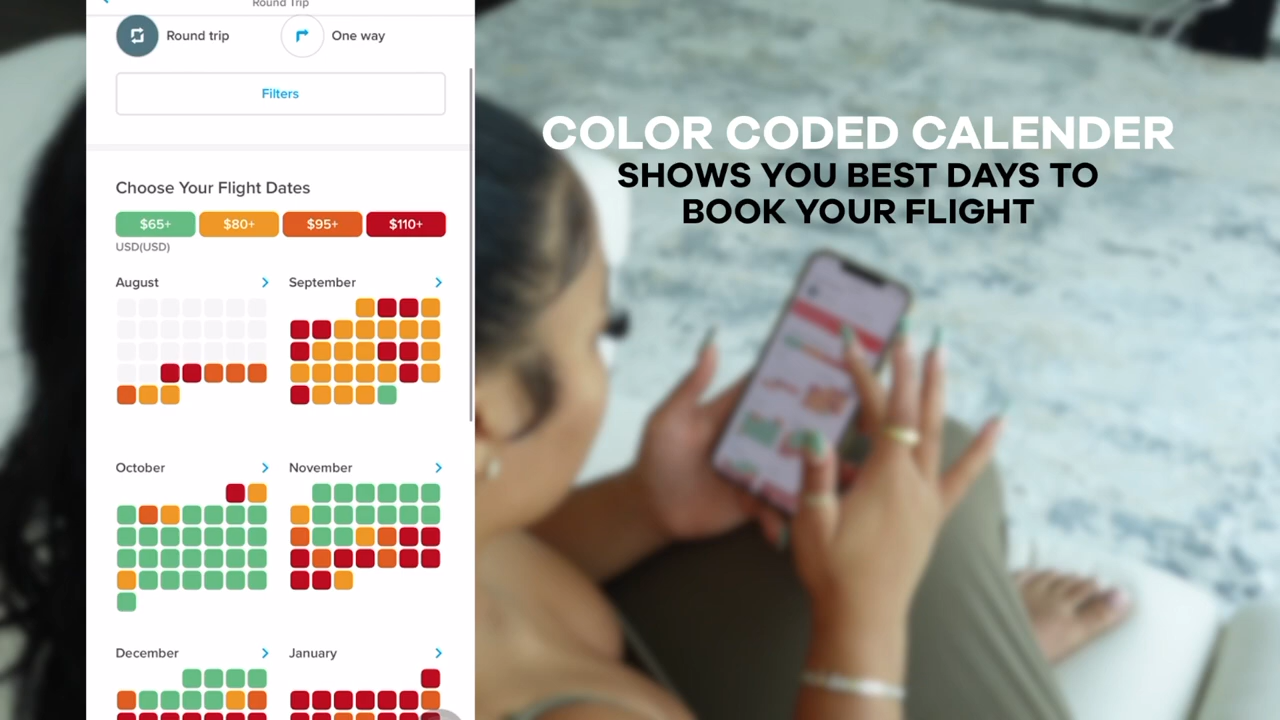 Round Trip
Round trip
One way
Filters
Choose Your Flight Dates
$65+ $80+ $95+ $110+
USD(USD)
August
September
October
November
December
January
COLOR CODED CALENDER
SHOWS YOU BEST DAYS TO
BOOK YOUR FLIGHT